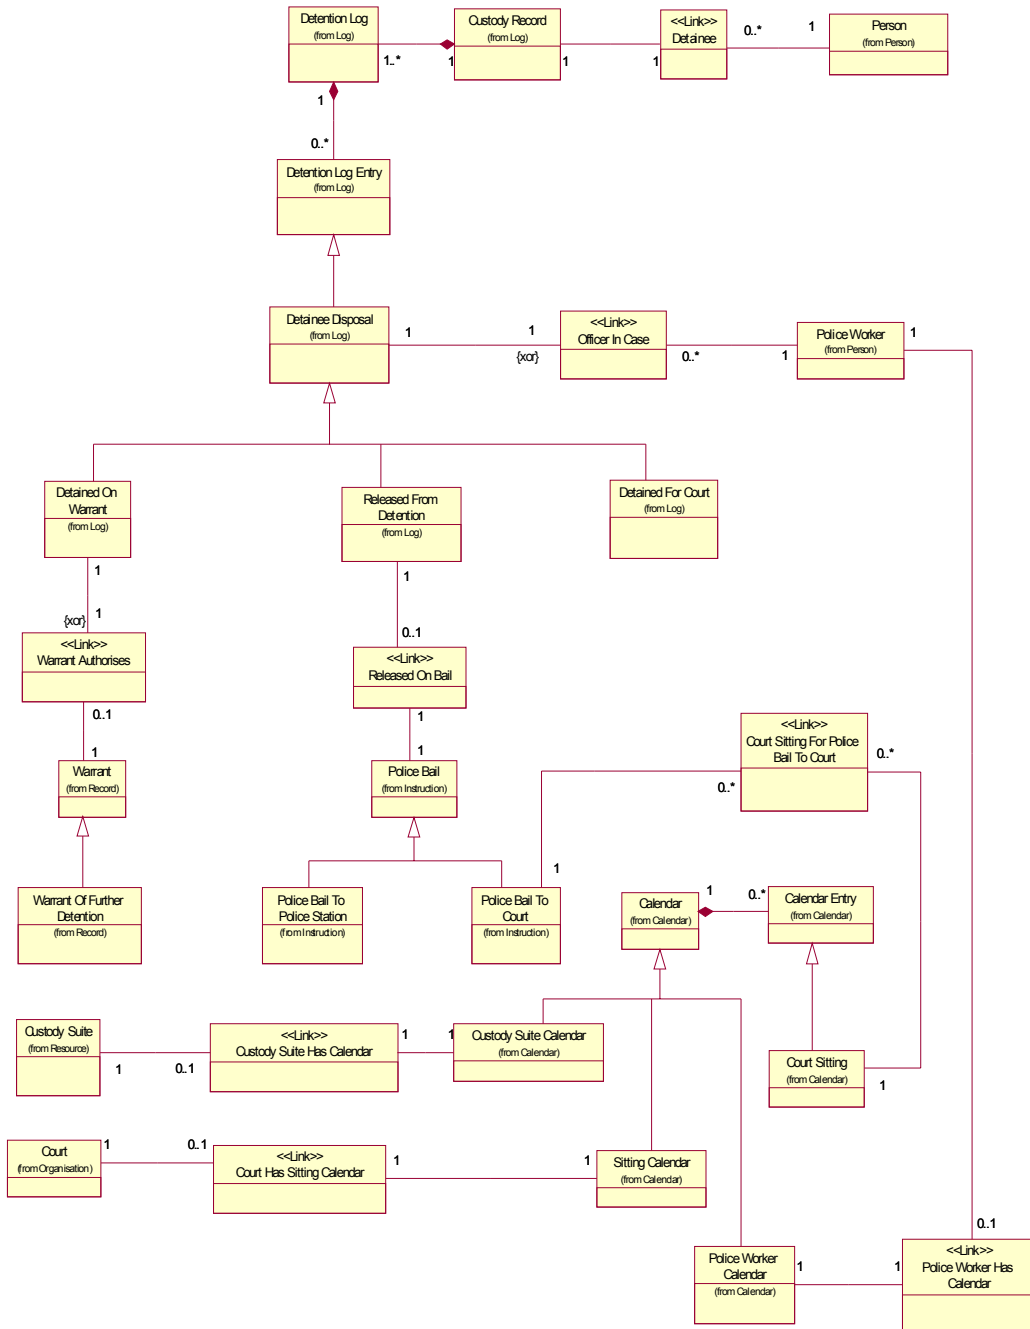 Detention Log
(from Log)
1..*
1
Custody Record
(from Log)
1
1
<<Link>>
Detainee
0..*
1
Person
(from Person)
1
0..*
Detention Log Entry
(from Log)
Detainee Disposal
(from Log)
1
1
{xor}
<<Link>>
Officer In Case
0..*
1
Police Worker
(from Person)
1
Detained On
Warrant
(from Log)
Released From
Detention
(from Log)
Detained For Court
(from Log)
1
1
{xor}
<<Link>>
Warrant Authorises
0..1
1
Warrant
(from Record)
Warrant Of Further
Detention
(from Record)
1
0..1
<<Link>>
Released On Bail
1
1
Police Bail
(from Instruction)
Police Bail To
Police Station
(from Instruction)
Police Bail To
Court
(from Instruction)
1
0..*
<<Link>>
Court Sitting For Police
Bail To Court
0..*
Calendar
(from Calendar)
1
0..*
Calendar Entry
(from Calendar)
Court Sitting
(from Calendar)
1
Custody Suite
(from Resource)
1
0..1
<<Link>>
Custody Suite Has Calendar
1
1
Custody Suite Calendar
(from Calendar)
Court
(from Organisation)
1
0..1
<<Link>>
Court Has Sitting Calendar
1
1
Sitting Calendar
(from Calendar)
Police Worker
Calendar
(from Calendar)
1
1
0..1
<<Link>>
Police Worker Has
Calendar